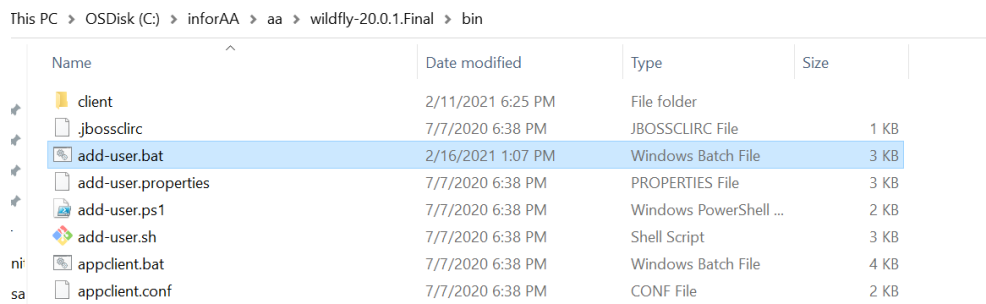 This PC > OSDisk (C:) > inforAA > aa > wildfly-20.0.1.Final > bin
Name Date modified Type Size
client 2/11/2021 6:25 PM File folder
.jbossclirc 7/7/2020 6:38 PM JBOSSCLIRC File 1 KB
add-user.bat 2/16/2021 1:07 PM Windows Batch File 3 KB
add-user.properties 7/7/2020 6:38 PM PROPERTIES File 3 KB
add-user.ps1 7/7/2020 6:38 PM Windows PowerShell ... 2 KB
add-user.sh 7/7/2020 6:38 PM Shell Script 3 KB
nit appclient.bat 7/7/2020 6:38 PM Windows Batch File 4 KB
sa appclient.conf 7/7/2020 6:38 PM CONF File 2 KB